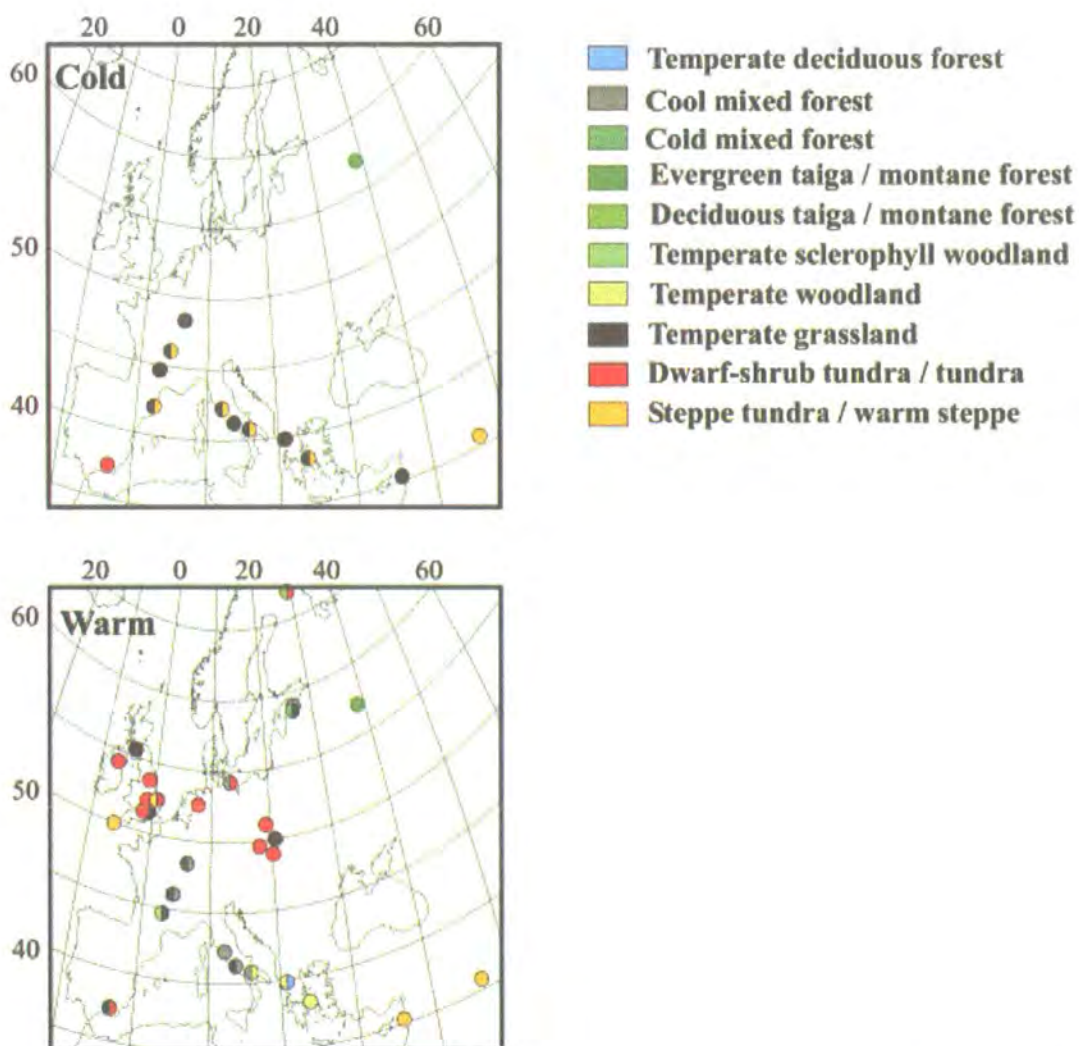 20 0 20 40 60
60
Cold
50
40
Temperate deciduous forest
Cool mixed forest
Cold mixed forest
Evergreen taiga / montane forest
Deciduous taiga / montane forest
Temperate sclerophyll woodland
Temperate woodland
Temperate grassland
Dwarf-shrub tundra / tundra
Steppe tundra / warm steppe
20 0 20 40 60
60
Warm
50
40